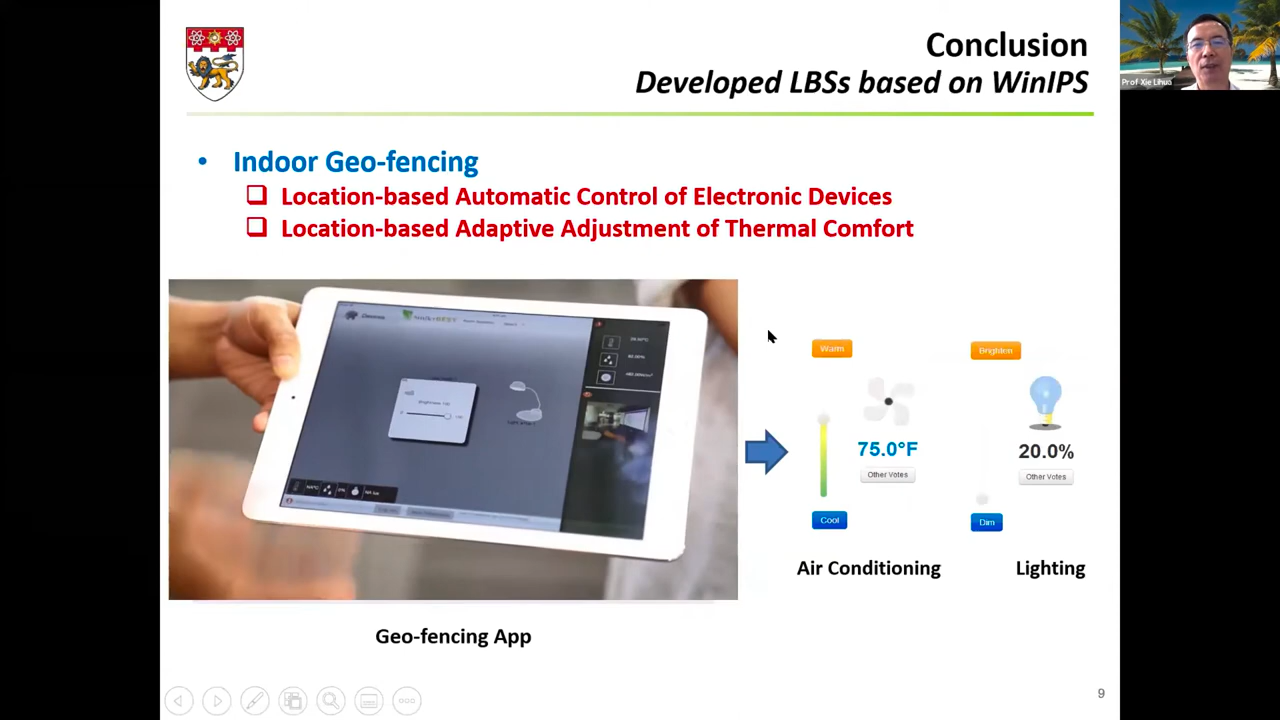 Conclusion
Developed LBSs based on WinIPS
Prof Xie Lihua
• Indoor Geo-fencing
Location-based Automatic Control of Electronic Devices
Location-based Adaptive Adjustment of Thermal Comfort
Warm
Brighten
75.0°F
20.0%
Other Votes
Other Votes
Cool
Dim
Air Conditioning
Lighting
Geo-fencing App
9